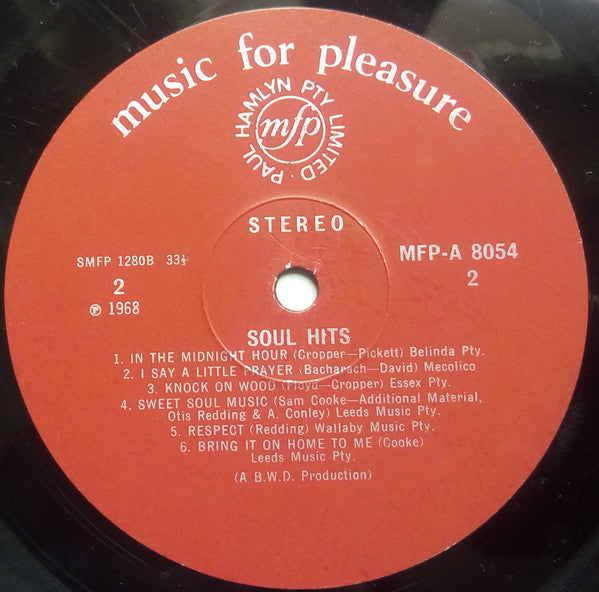 music for pleasure
PAUL HAMLYN PTY LIMITED ·
mfp
STEREO
SMFP 1280B 33⅓
MFP-A 8054
2
2
℗ 1968
SOUL HITS
1. IN THE MIDNIGHT HOUR (Cropper—Pickett) Belinda Pty.
2. I SAY A LITTLE PRAYER (Bacharach—David) Mecolico
3. KNOCK ON WOOD (Floyd—Cropper) Essex Pty.
4. SWEET SOUL MUSIC (Sam Cooke—Additional Material,
Otis Redding & A. Conley) Leeds Music Pty.
5. RESPECT (Redding) Wallaby Music Pty.
6. BRING IT ON HOME TO ME (Cooke)
Leeds Music Pty.
(A B.W.D. Production)